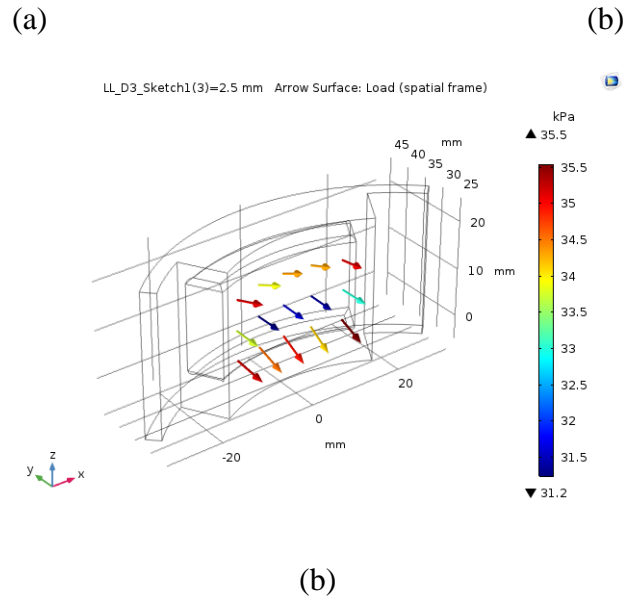 (a) (b)
LL_D3_Sketch1(3)=2.5 mm Arrow Surface: Load (spatial frame)
kPa
▲ 35.5
45 mm
40
35
30
25
20
10 mm
0
20
0
mm
-20
35.5
35
34.5
34
33.5
33
32.5
32
31.5
▼ 31.2
z
y x
(b)